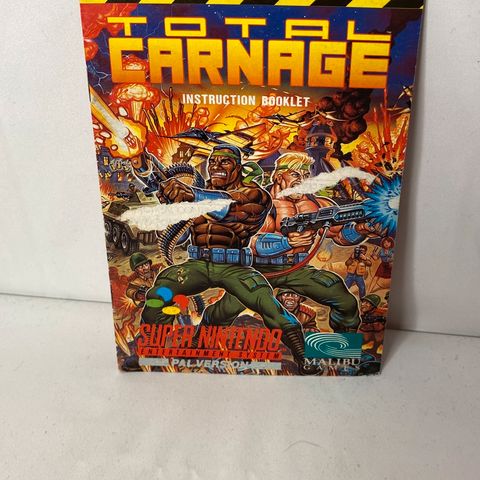 TOTAL
CARNAGE
INSTRUCTION BOOKLET
SUPER NINTENDO
ENTERTAINMENT SYSTEM
PAL VERSION
MALIBU
GAMES